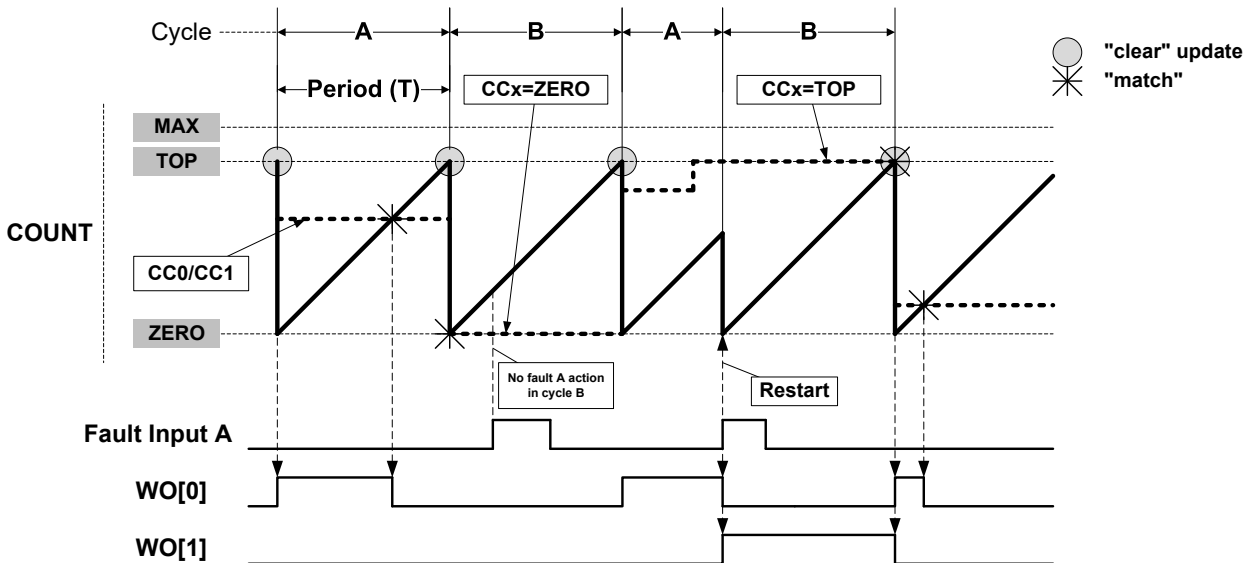 Cycle
A
B
A
B
"clear" update
"match"
Period (T)
CCx=ZERO
CCx=TOP
MAX
TOP
COUNT
CC0/CC1
ZERO
No fault A action
in cycle B
Restart
Fault Input A
WO[0]
WO[1]